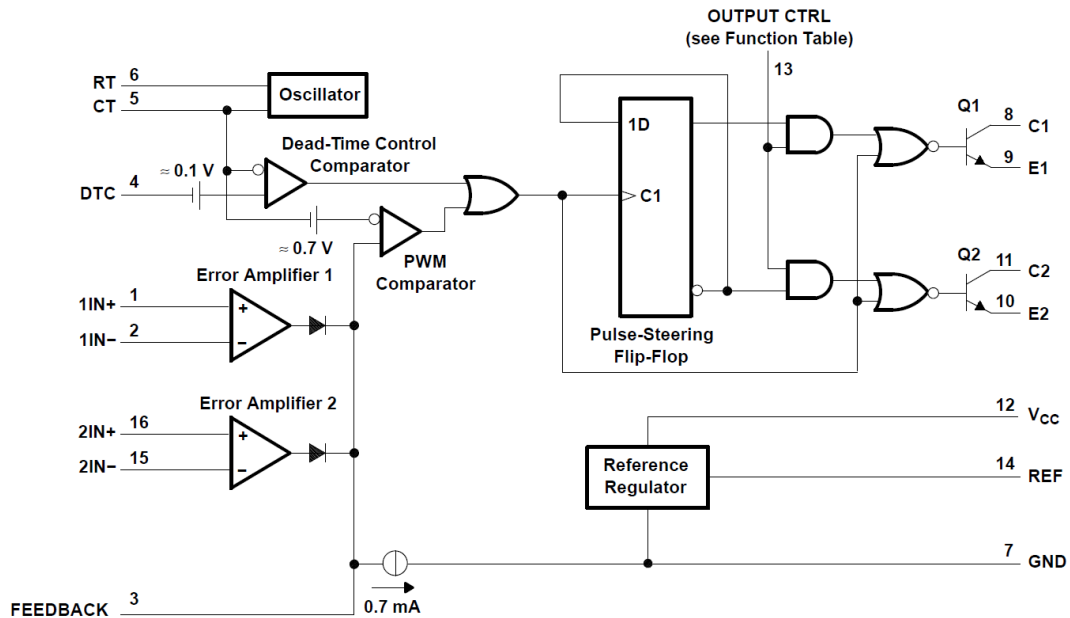 OUTPUT CTRL
(see Function Table)
13
RT 6
CT 5
Oscillator
Dead-Time Control
Comparator
DTC 4
≈ 0.1 V
≈ 0.7 V
PWM
Comparator
1D
C1
Pulse-Steering
Flip-Flop
Q1
8 C1
9 E1
Q2
11 C2
10 E2
Error Amplifier 1
1IN+ 1
+
1IN− 2
−
Error Amplifier 2
2IN+ 16
+
2IN− 15
−
12 VCC
Reference
Regulator
14 REF
7 GND
0.7 mA
FEEDBACK 3